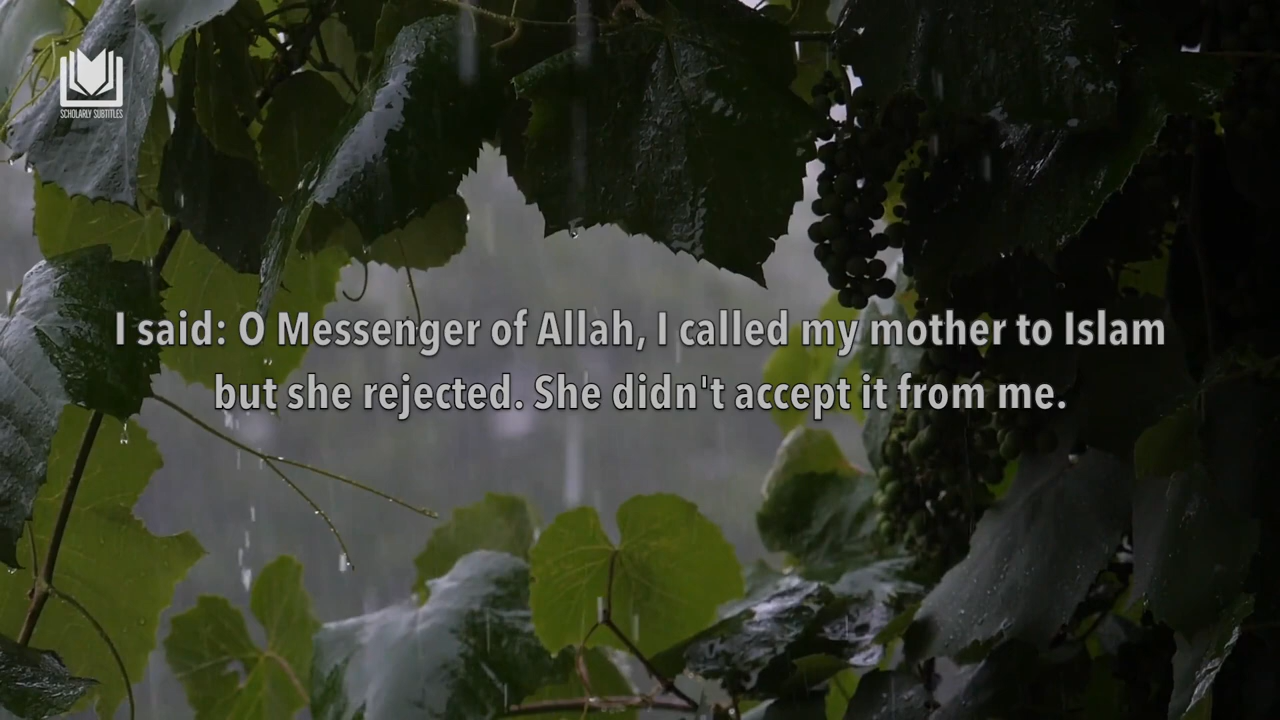 SCHOLARLY SUBTITLES
I said: O Messenger of Allah, I called my mother to Islam
but she rejected. She didn't accept it from me.